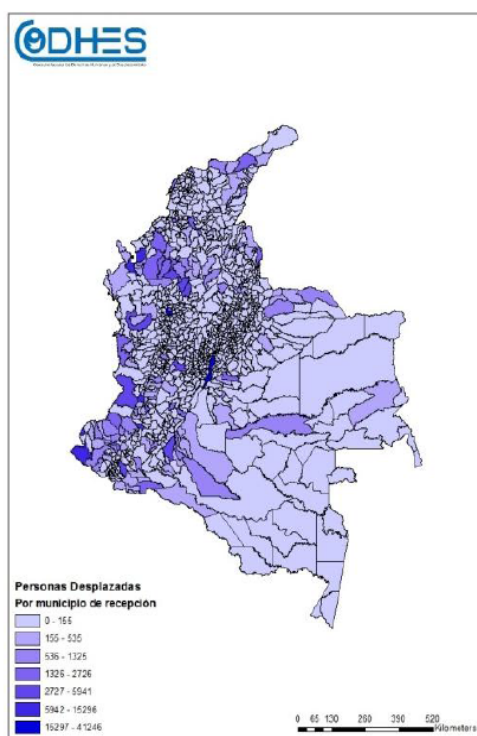 CODHES
Personas Desplazadas
Por municipio de recepción
0 - 155
155 - 535
536 - 1325
1326 - 2726
2727 - 5941
5942 - 15296
15297 - 41246
0 65 130 260 390 520
Kilometers